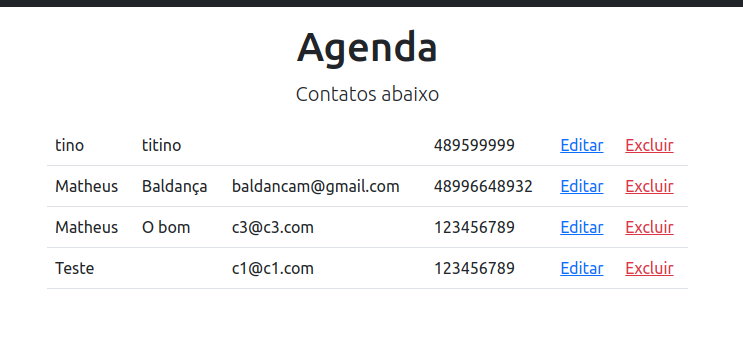 Agenda
Contatos abaixo
tino titino 489599999 Editar Excluir
Matheus Baldança baldancam@gmail.com 48996648932 Editar Excluir
Matheus O bom c3@c3.com 123456789 Editar Excluir
Teste c1@c1.com 123456789 Editar Excluir